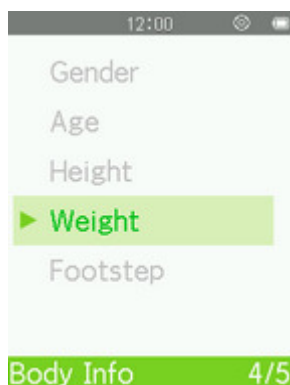 12:00
Gender
Age
Height
Weight
Footstep
Body Info 4/5